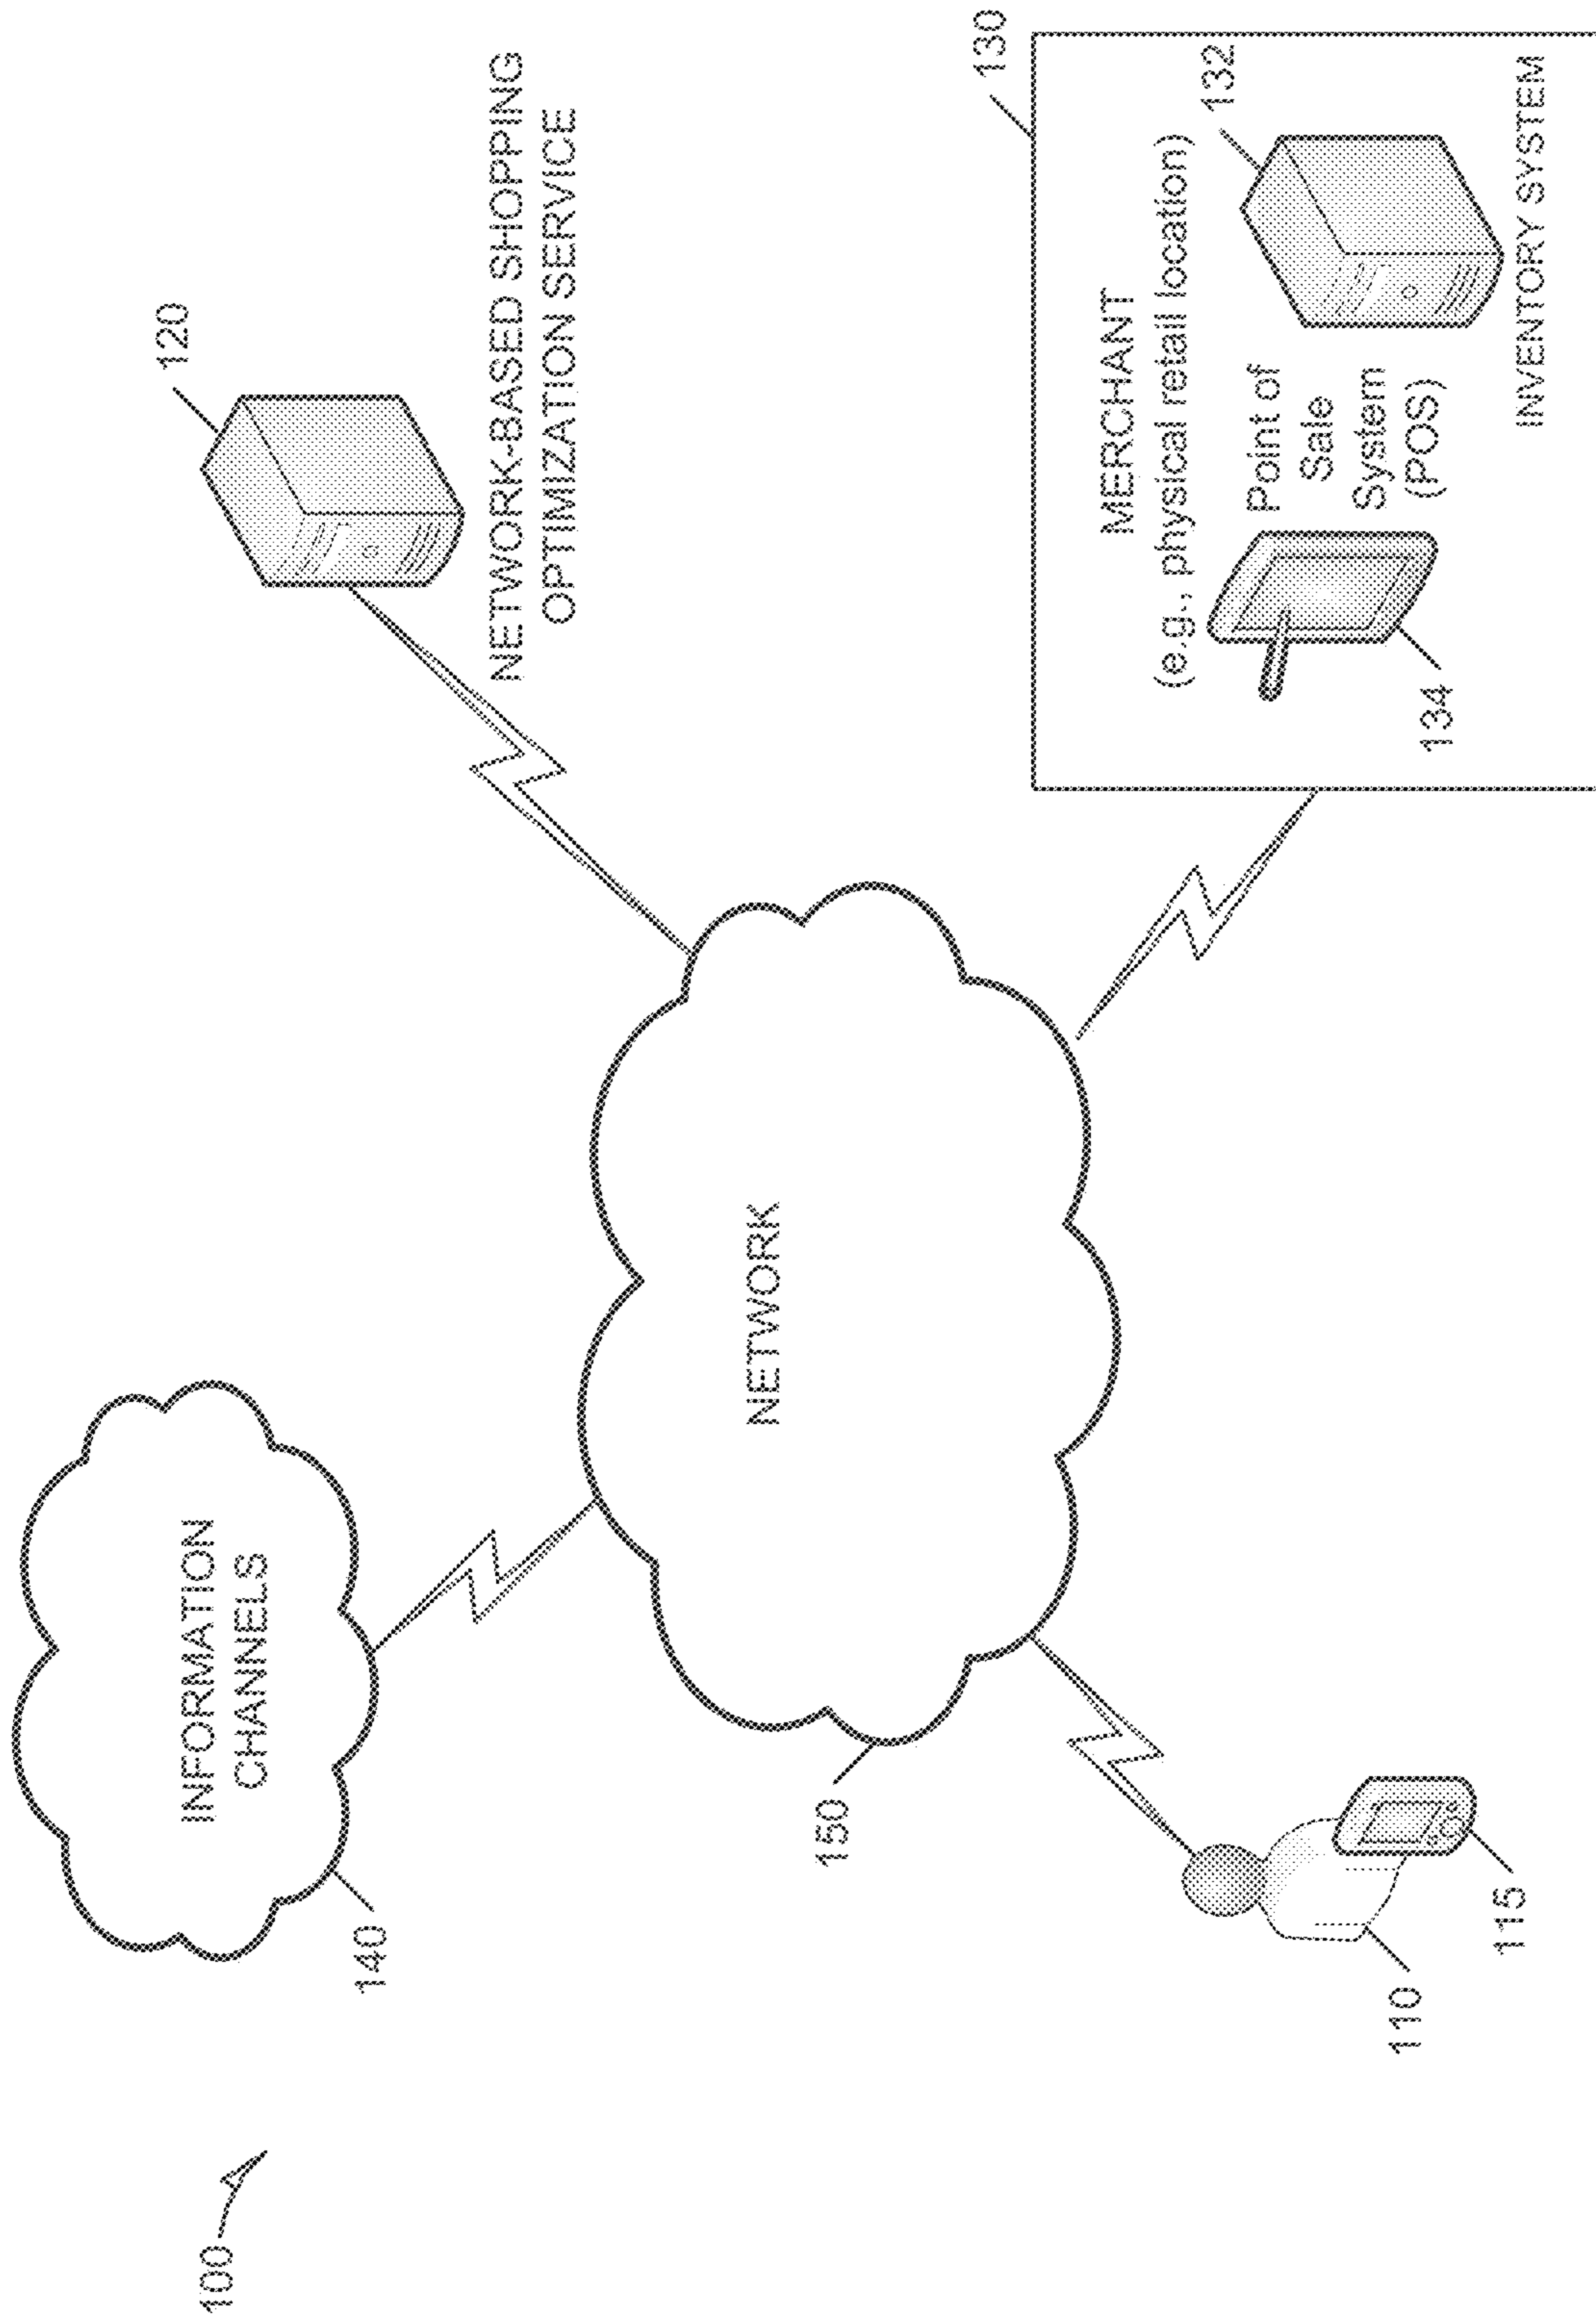 100
INFORMATION
CHANNELS
140
120
NETWORK-BASED SHOPPING
OPTIMIZATION SERVICE
NETWORK
150
110
115
130
MERCHANT
(e.g., physical retail location)
Point of
Sale
System
(POS)
132
134
INVENTORY SYSTEM